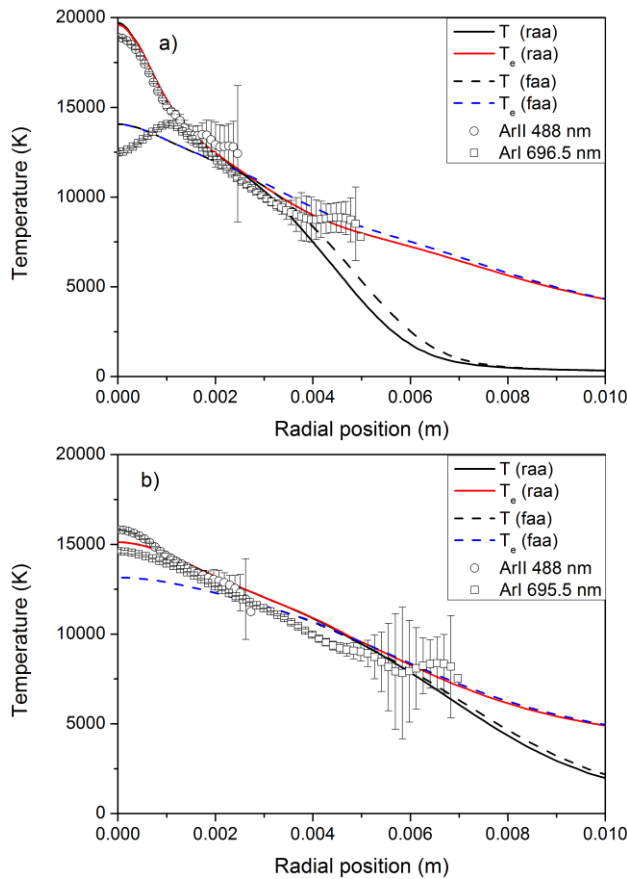 a)
T (raa)
Te (raa)
T (faa)
Te (faa)
ArII 488 nm
ArI 696.5 nm
20000
15000
10000
5000
0
Temperature (K)
0.000 0.002 0.004 0.006 0.008 0.010
Radial position (m)
b)
T (raa)
Te (raa)
T (faa)
Te (faa)
ArII 488 nm
ArI 695.5 nm
20000
15000
10000
5000
0
Temperature (K)
0.000 0.002 0.004 0.006 0.008 0.010
Radial position (m)